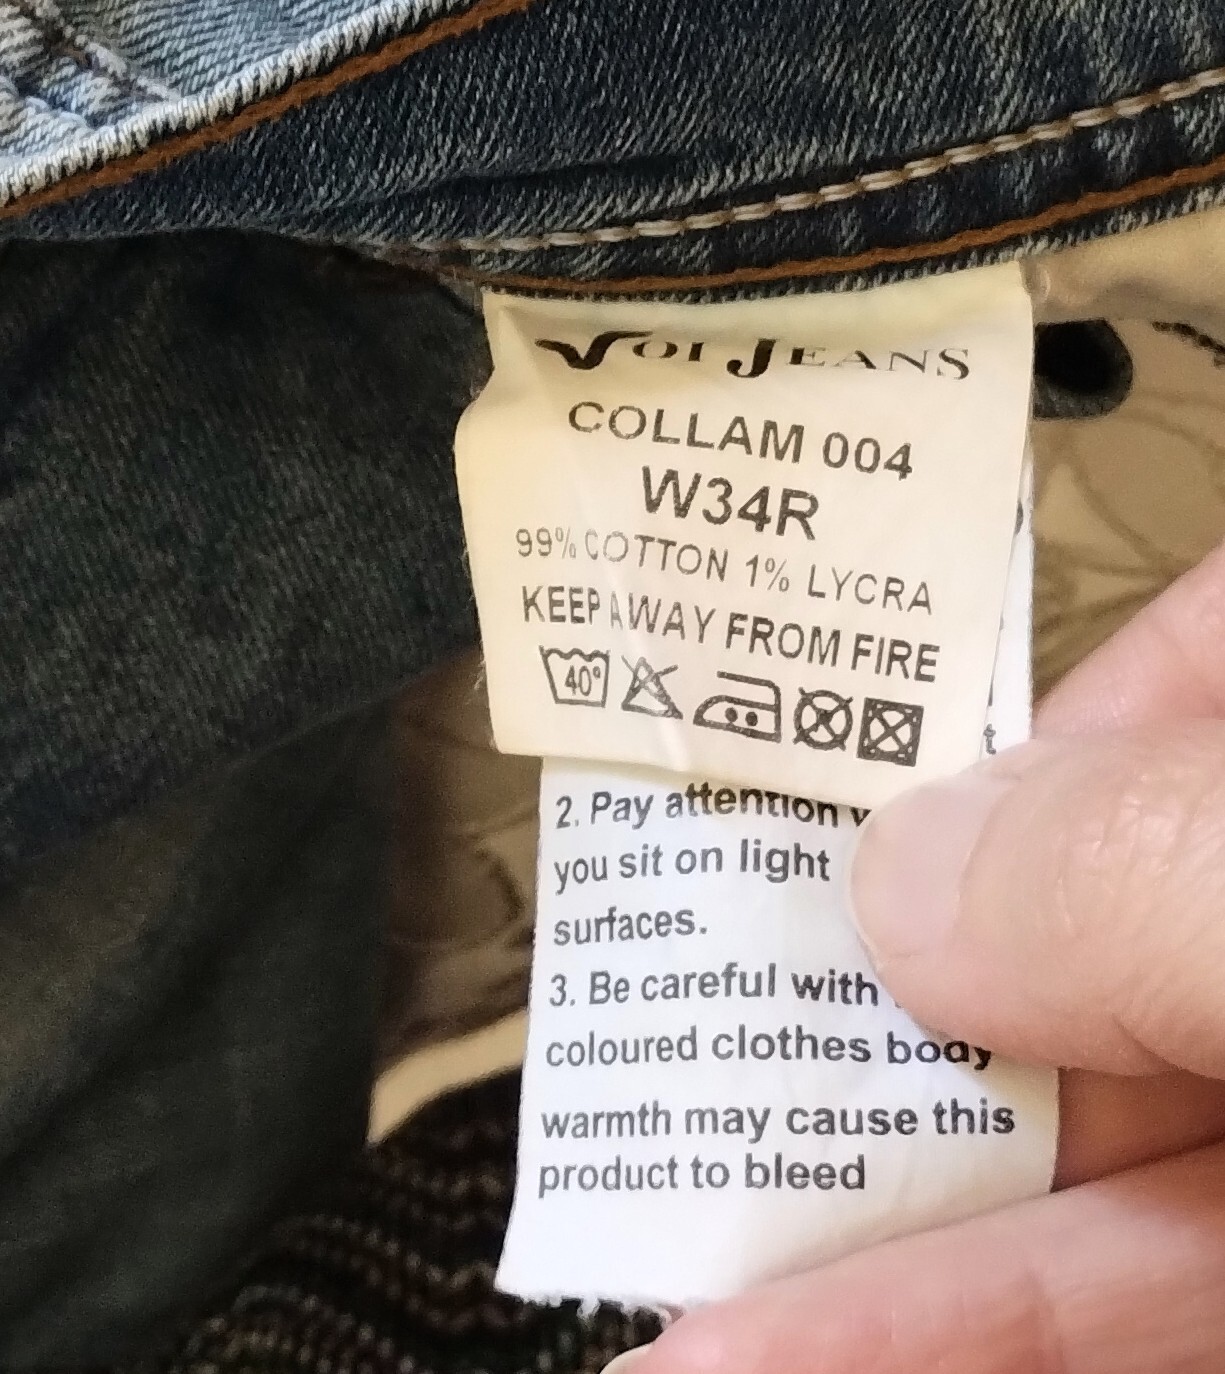 VOI JEANS
COLLAM 004
W34R
99% COTTON 1% LYCRA
KEEP AWAY FROM FIRE
40°
t
2. Pay attention
you sit on light
surfaces.
3. Be careful with
coloured clothes body
warmth may cause this
product to bleed